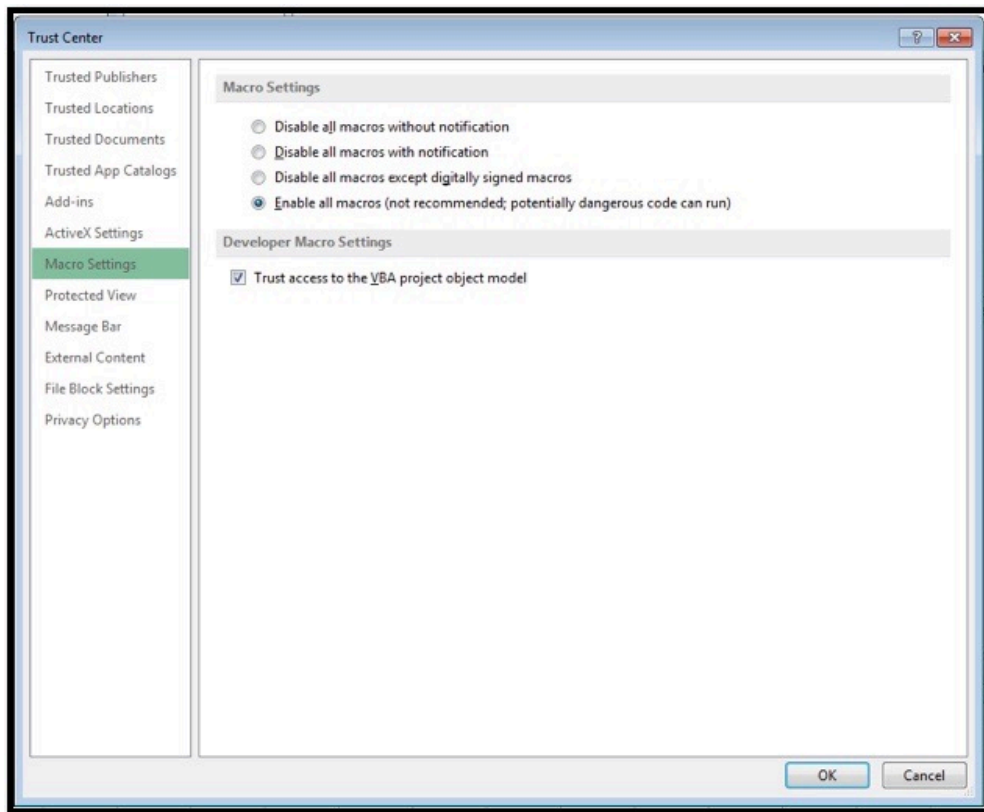 Trust Center
Trusted Publishers
Trusted Locations
Trusted Documents
Trusted App Catalogs
Add-ins
ActiveX Settings
Macro Settings
Protected View
Message Bar
External Content
File Block Settings
Privacy Options
Macro Settings
Disable all macros without notification
Disable all macros with notification
Disable all macros except digitally signed macros
Enable all macros (not recommended; potentially dangerous code can run)
Developer Macro Settings
Trust access to the VBA project object model
OK
Cancel